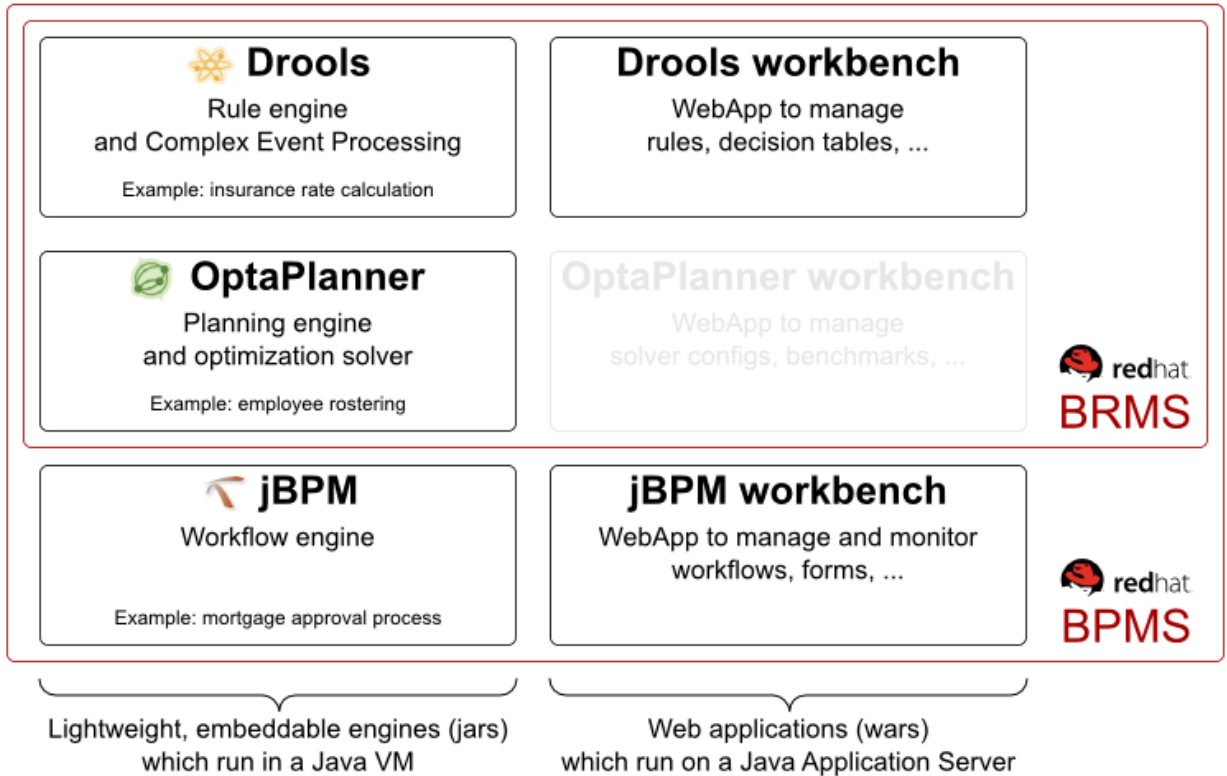 Drools
Rule engine
and Complex Event Processing
Example: insurance rate calculation
Drools workbench
WebApp to manage
rules, decision tables, ...
OptaPlanner
Planning engine
and optimization solver
Example: employee rostering
OptaPlanner workbench
WebApp to manage
solver configs, benchmarks, ...
redhat.
BRMS
jBPM
Workflow engine
Example: mortgage approval process
jBPM workbench
WebApp to manage and monitor
workflows, forms, ...
redhat.
BPMS
Lightweight, embeddable engines (jars)
which run in a Java VM
Web applications (wars)
which run on a Java Application Server